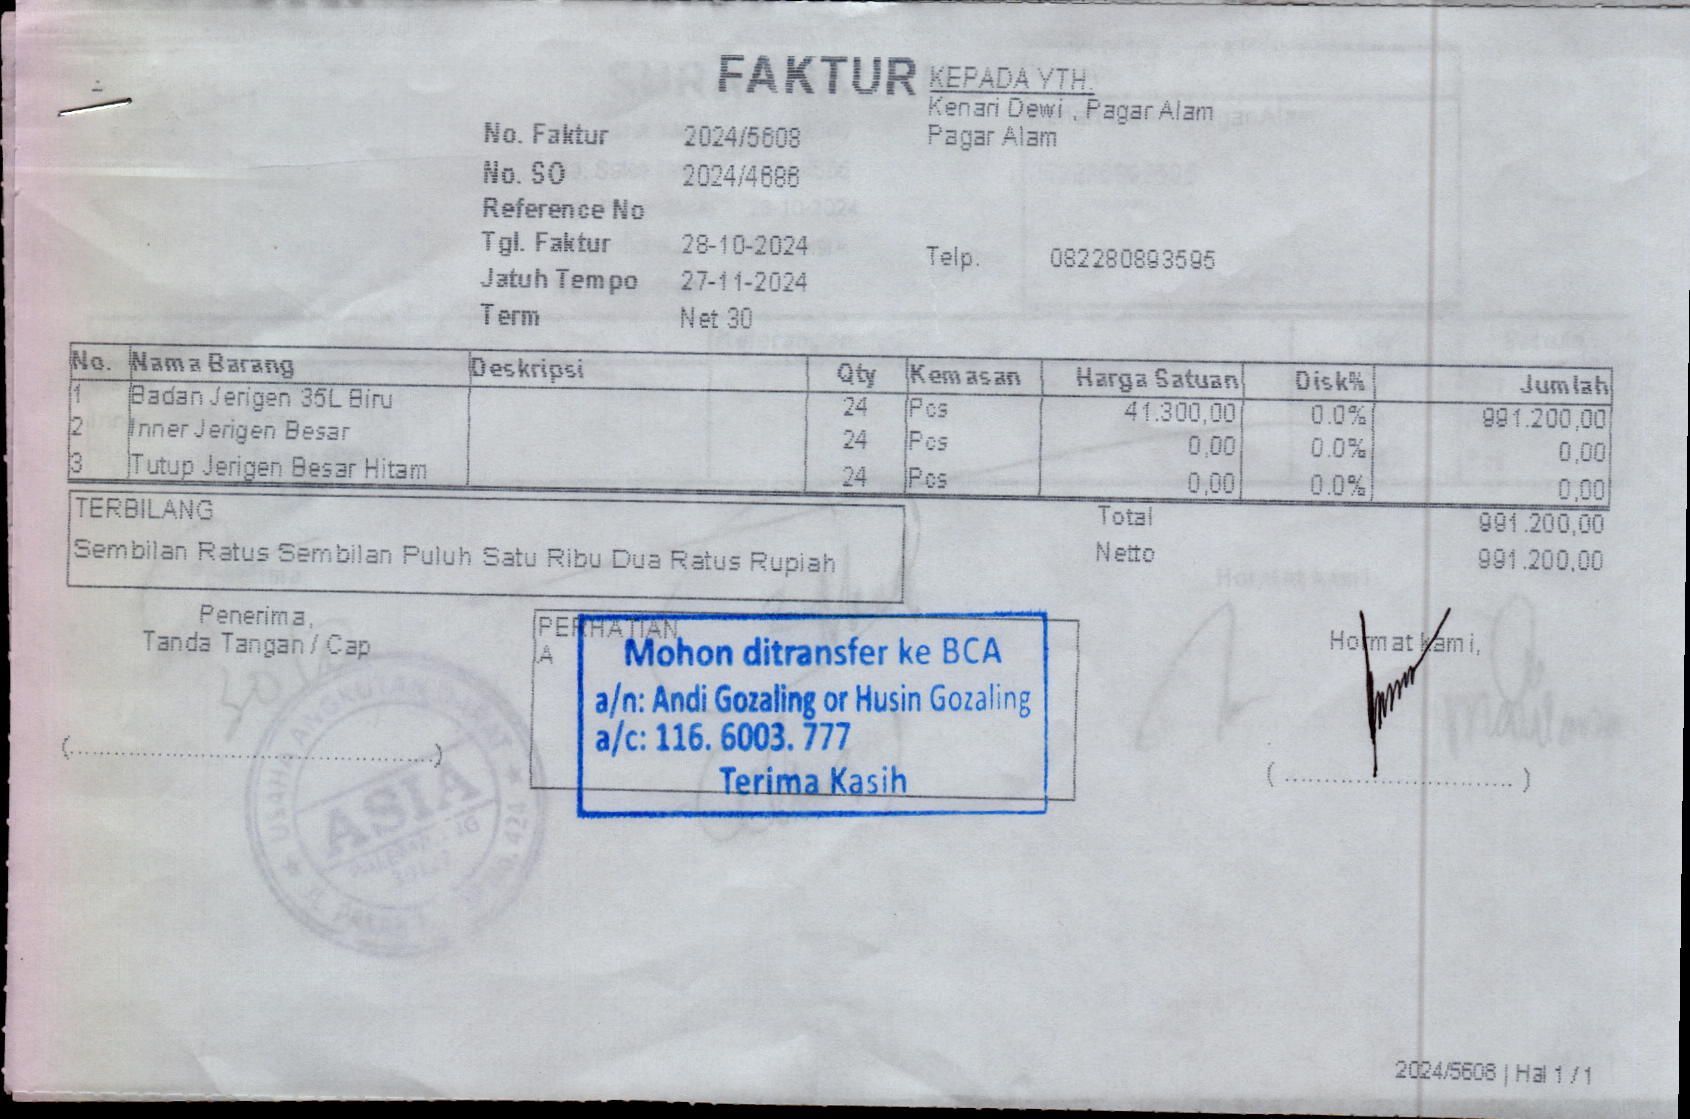 FAKTUR
KEPADA YTH.
Kenari Dewi , Pagar Alam
Pagar Alam
No. Faktur 2024/5608
No. SO 2024/4686
Reference No
Tgl. Faktur 28-10-2024
Jatuh Tempo 27-11-2024
Term Net 30
Telp. 082280893595
No. Nama Barang Deskripsi Qty Kemasan Harga Satuan Disk% Jumlah
1 Badan Jerigen 35L Biru 24 Pcs 41.300,00 0.0% 991.200,00
2 Inner Jerigen Besar 24 Pcs 0,00 0.0% 0,00
3 Tutup Jerigen Besar Hitam 24 Pcs 0,00 0.0% 0,00
TERBILANG
Sembilan Ratus Sembilan Puluh Satu Ribu Dua Ratus Rupiah
Total 991.200,00
Netto 991.200,00
Penerima,
Tanda Tangan / Cap
(..............................................)
PERHATIAN
A
Mohon ditransfer ke BCA
a/n: Andi Gozaling or Husin Gozaling
a/c: 116. 6003. 777
Terima Kasih
Hormat kami,
( ............................. )
USAHA ANGKUTAN DARAT
ASIA
NO. 424
2024/5608 | Hal 1 / 1